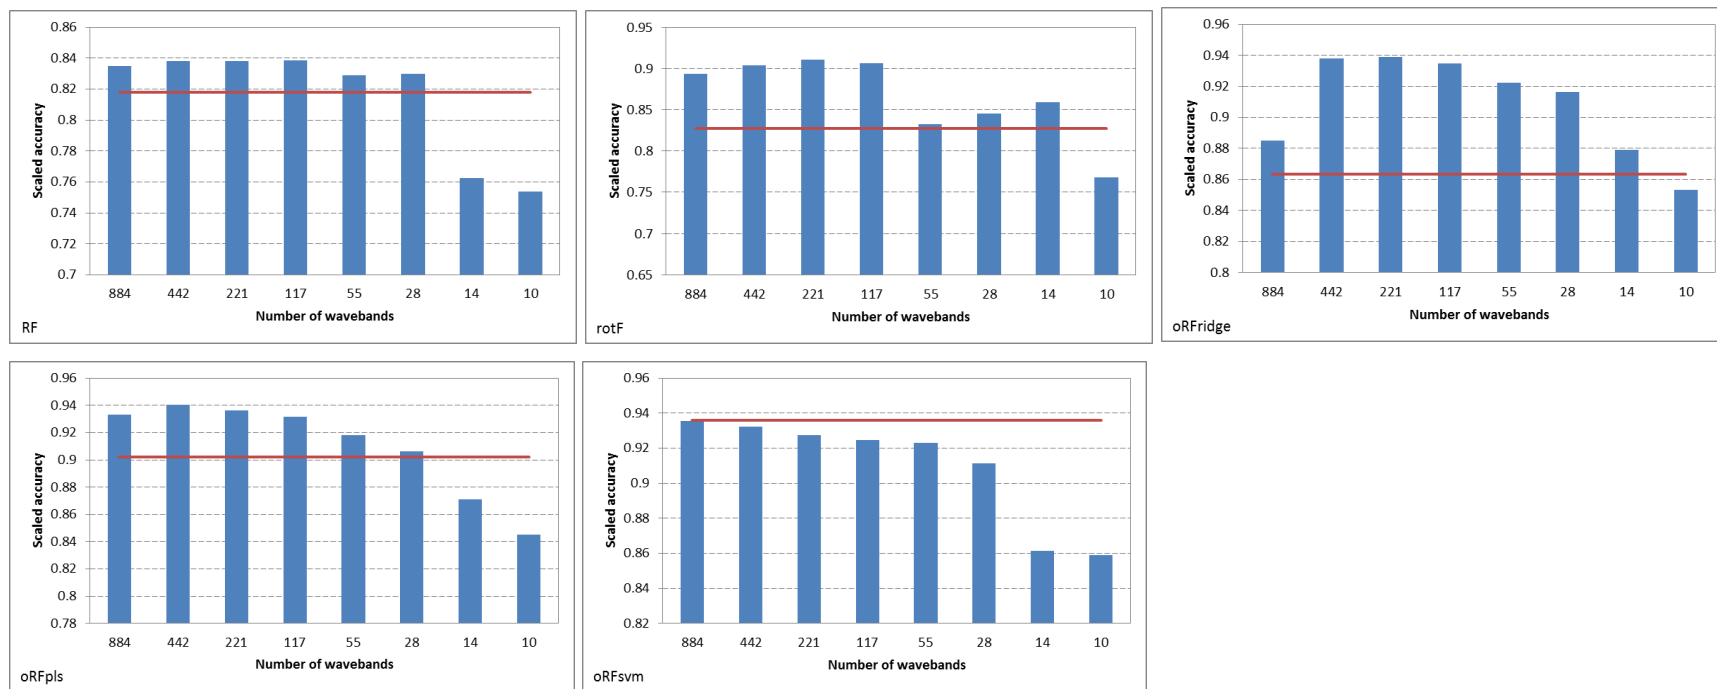 0.86
0.84
0.82
0.8
0.78
0.76
0.74
0.72
0.7
Scaled accuracy
884 442 221 117 55 28 14 10
Number of wavebands
RF
0.95
0.9
0.85
0.8
0.75
0.7
0.65
Scaled accuracy
884 442 221 117 55 28 14 10
Number of wavebands
rotF
0.96
0.94
0.92
0.9
0.88
0.86
0.84
0.82
0.8
Scaled accuracy
884 442 221 117 55 28 14 10
Number of wavebands
oRFridge
0.96
0.94
0.92
0.9
0.88
0.86
0.84
0.82
0.8
0.78
Scaled accuracy
884 442 221 117 55 28 14 10
Number of wavebands
oRFpls
0.96
0.94
0.92
0.9
0.88
0.86
0.84
0.82
Scaled accuracy
884 442 221 117 55 28 14 10
Number of wavebands
oRFsvm